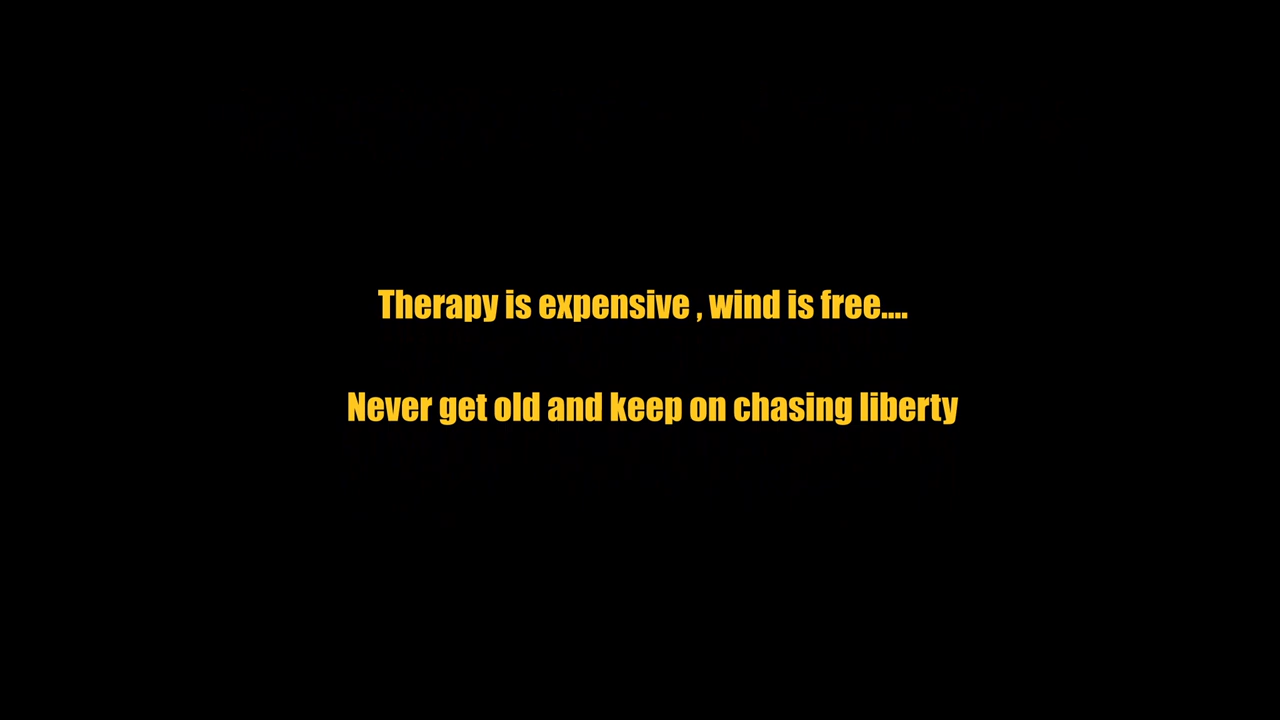 Therapy is expensive , wind is free....
Never get old and keep on chasing liberty